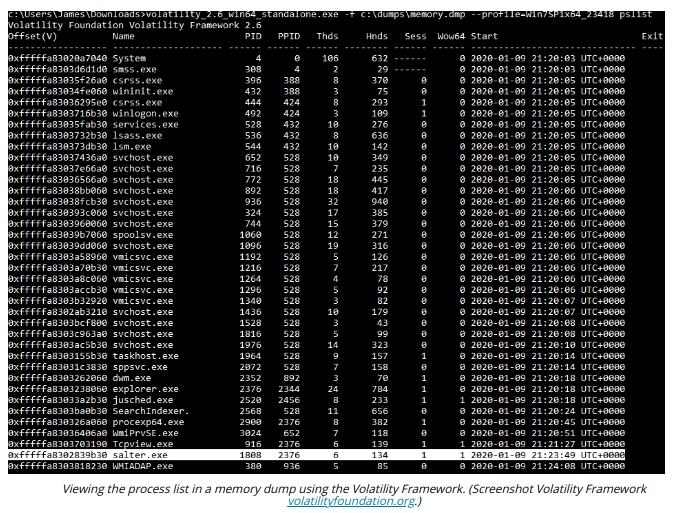 c:\Users\James\Downloads>volatility_2.6_win64_standalone.exe -f c:\dumps\memory.dmp --profile=Win7SP1x64_23418 pslist
Volatility Foundation Volatility Framework 2.6
Offset(V) Name PID PPID Thds Hnds Sess Wow64 Start Exit
0xfffffa83020a7040 System 4 0 106 632 ------ 0 2020-01-09 21:20:03 UTC+0000
0xfffffa8303d6d1d0 smss.exe 308 4 2 29 ------ 0 2020-01-09 21:20:03 UTC+0000
0xfffffa83035f26a0 csrss.exe 396 388 8 370 0 0 2020-01-09 21:20:05 UTC+0000
0xfffffa83034fe060 wininit.exe 432 388 3 75 0 0 2020-01-09 21:20:05 UTC+0000
0xfffffa83036295e0 csrss.exe 444 424 8 293 1 0 2020-01-09 21:20:05 UTC+0000
0xfffffa8303716b30 winlogon.exe 492 424 3 109 1 0 2020-01-09 21:20:05 UTC+0000
0xfffffa83035fab30 services.exe 528 432 10 276 0 0 2020-01-09 21:20:05 UTC+0000
0xfffffa8303732b30 lsass.exe 536 432 8 636 0 0 2020-01-09 21:20:05 UTC+0000
0xfffffa830373db30 lsm.exe 544 432 10 142 0 0 2020-01-09 21:20:05 UTC+0000
0xfffffa83037436a0 svchost.exe 652 528 10 349 0 0 2020-01-09 21:20:05 UTC+0000
0xfffffa83037e66a0 svchost.exe 716 528 7 235 0 0 2020-01-09 21:20:05 UTC+0000
0xfffffa83036566a0 svchost.exe 772 528 18 445 0 0 2020-01-09 21:20:05 UTC+0000
0xfffffa83038bb060 svchost.exe 892 528 18 417 0 0 2020-01-09 21:20:06 UTC+0000
0xfffffa83038fcb30 svchost.exe 936 528 32 940 0 0 2020-01-09 21:20:06 UTC+0000
0xfffffa830393c060 svchost.exe 324 528 17 385 0 0 2020-01-09 21:20:06 UTC+0000
0xfffffa8303960060 svchost.exe 744 528 15 379 0 0 2020-01-09 21:20:06 UTC+0000
0xfffffa83039b7060 spoolsv.exe 1060 528 12 271 0 0 2020-01-09 21:20:06 UTC+0000
0xfffffa83039dd060 svchost.exe 1096 528 19 316 0 0 2020-01-09 21:20:06 UTC+0000
0xfffffa8303a58960 vmicsvc.exe 1192 528 5 126 0 0 2020-01-09 21:20:06 UTC+0000
0xfffffa8303a70b30 vmicsvc.exe 1216 528 7 217 0 0 2020-01-09 21:20:06 UTC+0000
0xfffffa8303a8c060 vmicsvc.exe 1264 528 4 78 0 0 2020-01-09 21:20:06 UTC+0000
0xfffffa8303accb30 vmicsvc.exe 1296 528 5 92 0 0 2020-01-09 21:20:06 UTC+0000
0xfffffa8303b32920 vmicsvc.exe 1340 528 3 82 0 0 2020-01-09 21:20:07 UTC+0000
0xfffffa8302ab3210 svchost.exe 1436 528 10 179 0 0 2020-01-09 21:20:07 UTC+0000
0xfffffa8303bcf800 svchost.exe 1528 528 3 43 0 0 2020-01-09 21:20:08 UTC+0000
0xfffffa8303c963a0 svchost.exe 1816 528 5 99 0 0 2020-01-09 21:20:08 UTC+0000
0xfffffa8303ac5b30 svchost.exe 1976 528 14 323 0 0 2020-01-09 21:20:10 UTC+0000
0xfffffa8303155b30 taskhost.exe 1964 528 9 157 1 0 2020-01-09 21:20:14 UTC+0000
0xfffffa83031c3830 sppsvc.exe 2072 528 7 158 0 0 2020-01-09 21:20:14 UTC+0000
0xfffffa8303262060 dwm.exe 2352 892 3 70 1 0 2020-01-09 21:20:18 UTC+0000
0xfffffa8303238060 explorer.exe 2376 2344 24 784 1 0 2020-01-09 21:20:18 UTC+0000
0xfffffa83033a2b30 jusched.exe 2520 2456 8 233 1 1 2020-01-09 21:20:18 UTC+0000
0xfffffa8303ba0b30 SearchIndexer. 2568 528 11 656 0 0 2020-01-09 21:20:24 UTC+0000
0xfffffa830326a060 procexp64.exe 2900 2376 8 382 1 0 2020-01-09 21:20:45 UTC+0000
0xfffffa83036406a0 WmiPrvSE.exe 3024 652 7 118 0 0 2020-01-09 21:20:51 UTC+0000
0xfffffa8303703190 Tcpview.exe 916 2376 6 139 1 1 2020-01-09 21:21:27 UTC+0000
0xfffffa8302839b30 salter.exe 1808 2376 6 134 1 1 2020-01-09 21:23:49 UTC+0000
0xfffffa8303818230 WMIADAP.exe 380 936 5 85 0 0 2020-01-09 21:24:08 UTC+0000
Viewing the process list in a memory dump using the Volatility Framework. (Screenshot Volatility Framework
volatilityfoundation.org.)